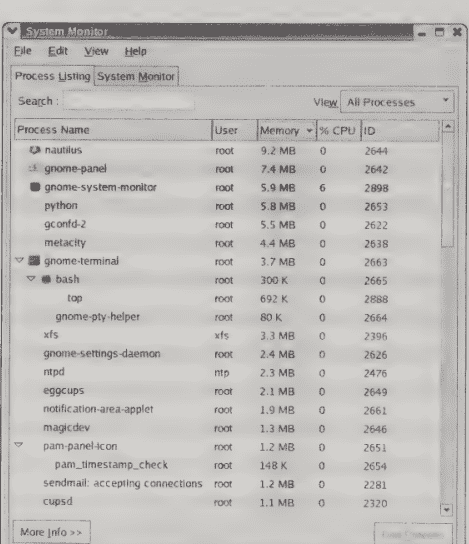 System Monitor
File Edit View Help
Process Listing System Monitor
Search : View All Processes
Process Name User Memory % CPU ID
nautilus root 9.2 MB 0 2644
gnome-panel root 7.4 MB 0 2642
gnome-system-monitor root 5.9 MB 6 2898
python root 5.8 MB 0 2653
gconfd-2 root 5.5 MB 0 2622
metacity root 4.4 MB 0 2638
gnome-terminal root 3.7 MB 0 2663
bash root 300 K 0 2665
top root 692 K 0 2888
gnome-pty-helper root 80 K 0 2664
xfs xfs 3.3 MB 0 2396
gnome-settings-daemon root 2.4 MB 0 2626
ntpd ntp 2.3 MB 0 2476
eggcups root 2.1 MB 0 2649
notification-area-applet root 1.9 MB 0 2661
magicdev root 1.3 MB 0 2646
pam-panel-icon root 1.2 MB 0 2651
pam_timestamp_check root 148 K 0 2654
sendmail: accepting connections root 1.2 MB 0 2281
cupsd root 1.1 MB 0 2320
More Info >>